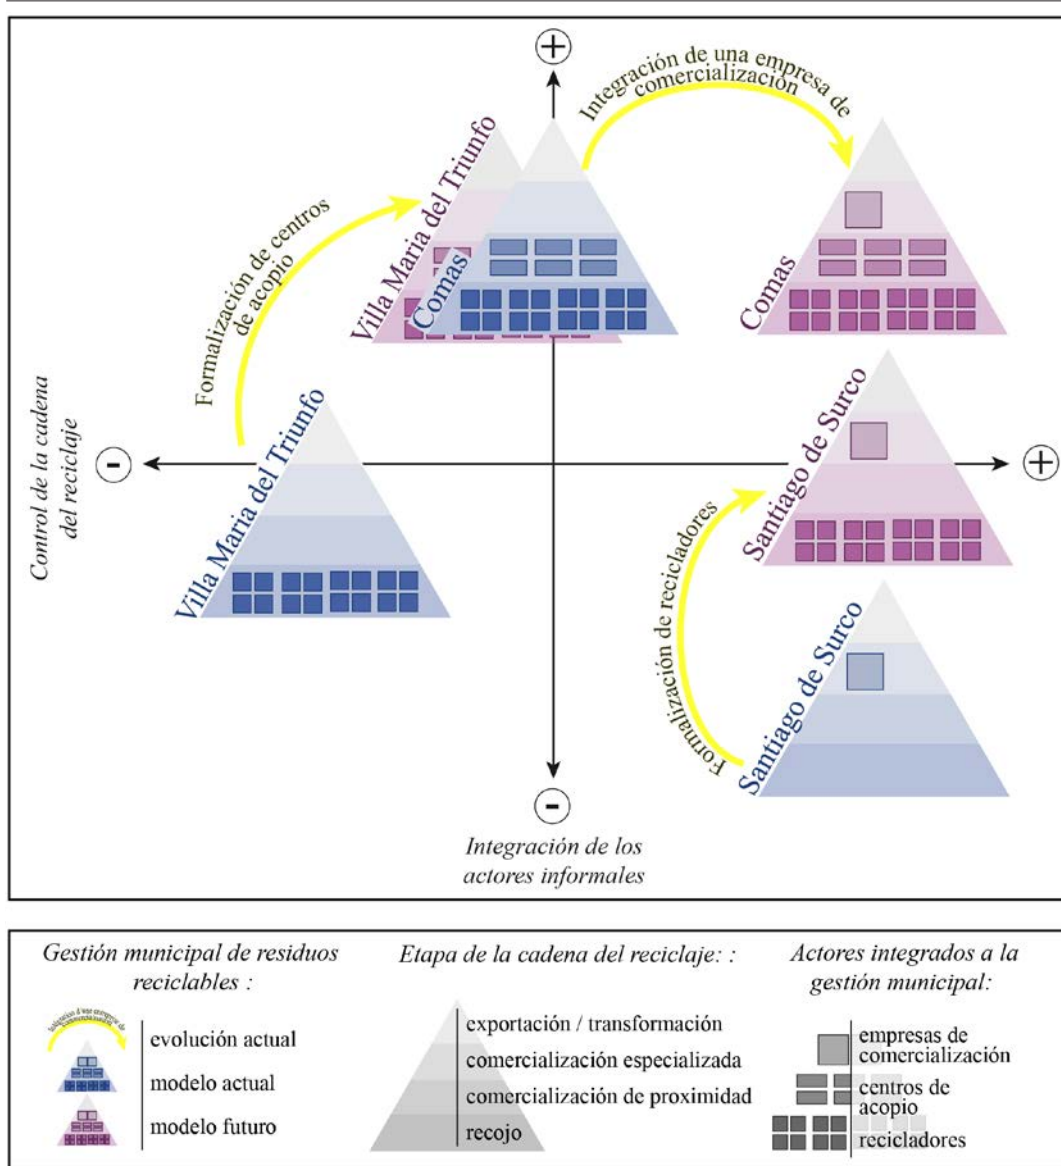 +
Integración de una empresa de
comercialización
Villa Maria del Triunfo
Comas
Comas
Formalización de centros
de acopio
Control de la cadena
del reciclaje
-
+
Villa Maria del Triunfo
Santiago de Surco
Formalización de recicladores
Santiago de Surco
-
Integración de los
actores informales
Gestión municipal de residuos
reciclables :
evolución actual
modelo actual
modelo futuro
Etapa de la cadena del reciclaje: :
exportación / transformación
comercialización especializada
comercialización de proximidad
recojo
Actores integrados a la
gestión municipal:
empresas de
comercialización
centros de
acopio
recicladores